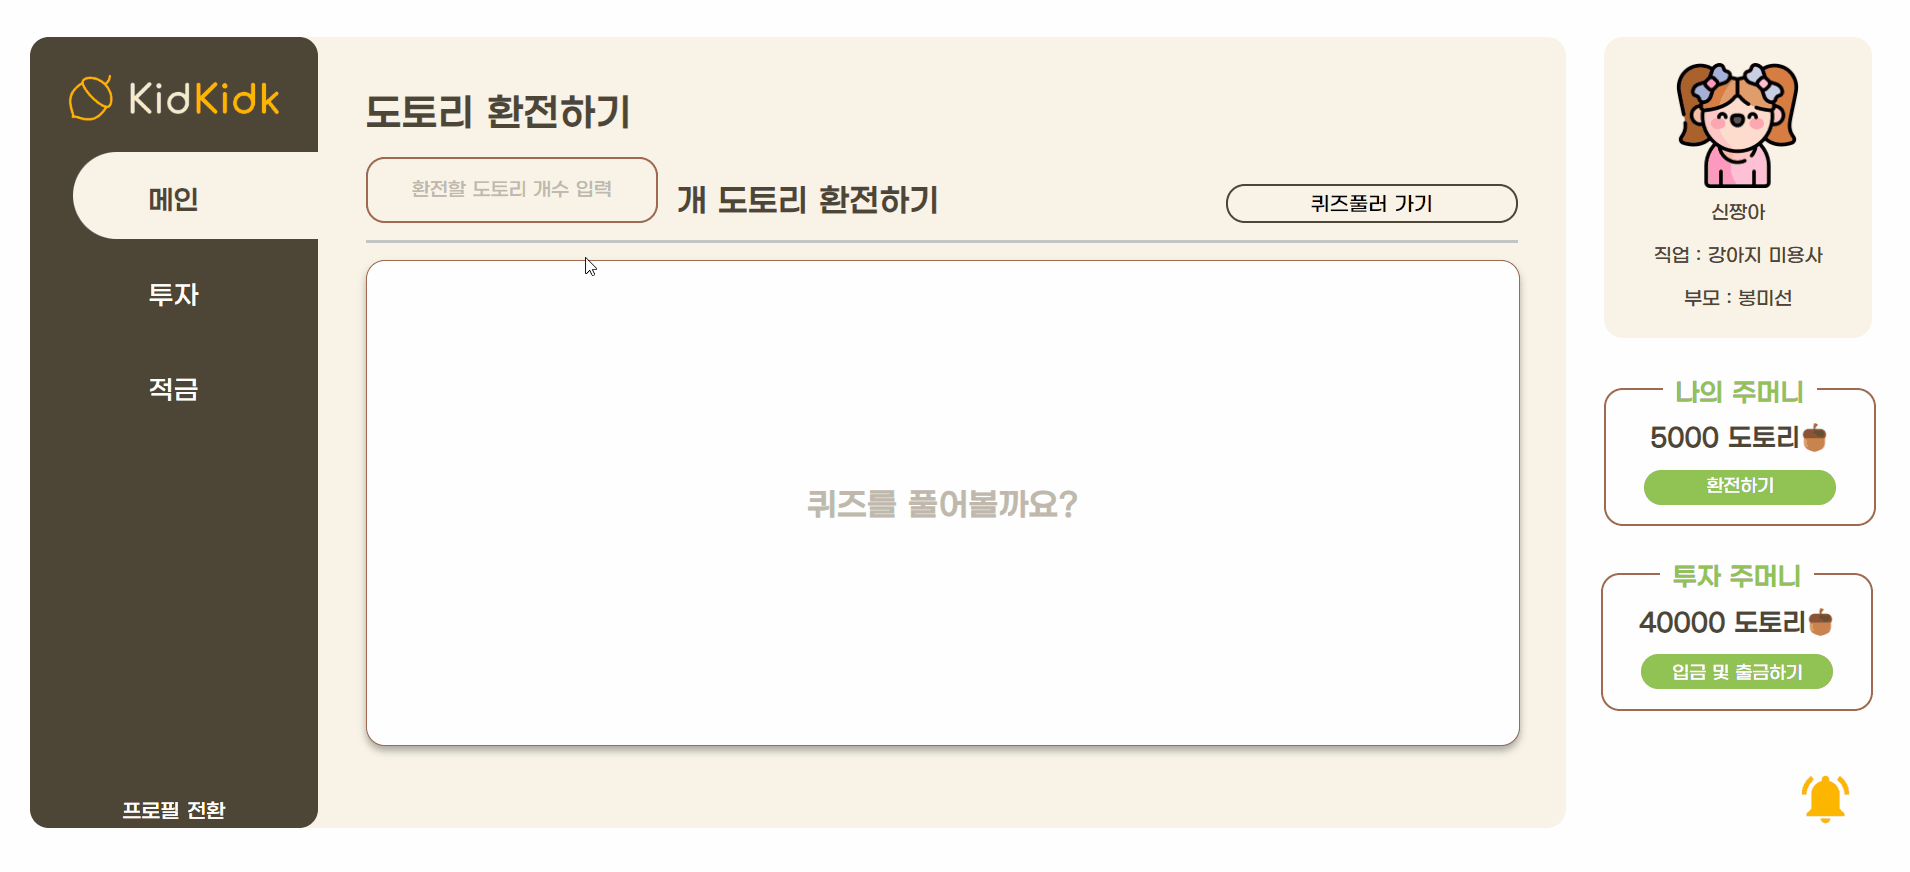 KidKidk
메인
투자
적금
프로필 전환
도토리 환전하기
환전할 도토리 개수 입력
개 도토리 환전하기
퀴즈풀러 가기
퀴즈를 풀어볼까요?
신짱아
직업 : 강아지 미용사
부모 : 봉미선
나의 주머니
5000 도토리
환전하기
투자 주머니
40000 도토리
입금 및 출금하기